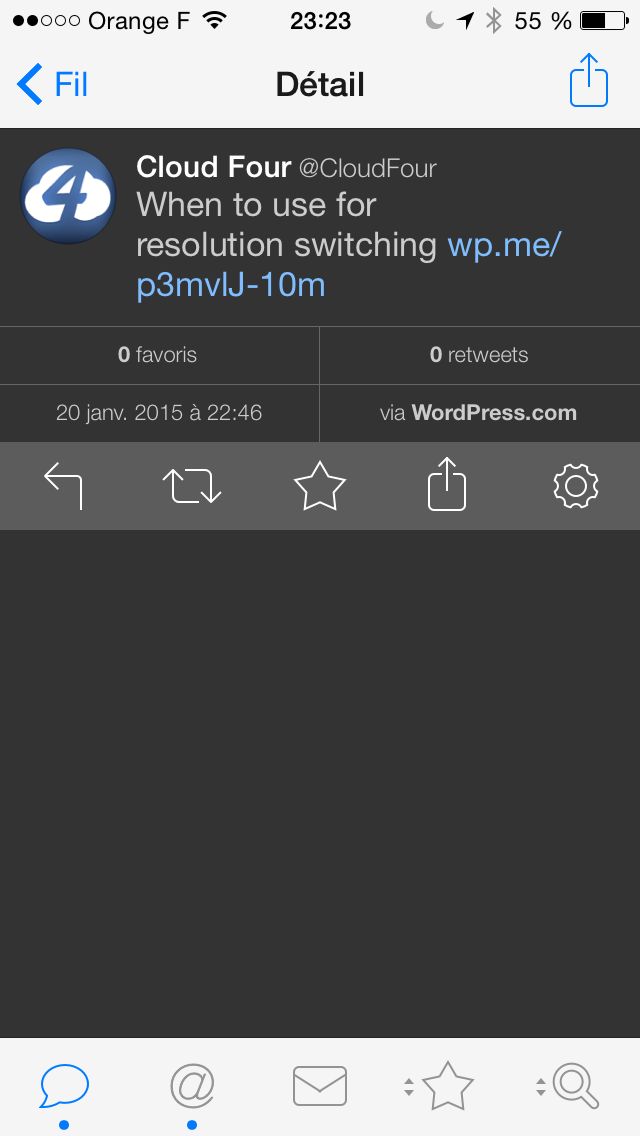 Orange F 23:23 55 %
Fil Détail
4 Cloud Four @CloudFour
When to use for
resolution switching wp.me/
p3mvlJ-10m
0 favoris 0 retweets
20 janv. 2015 à 22:46 via WordPress.com
@